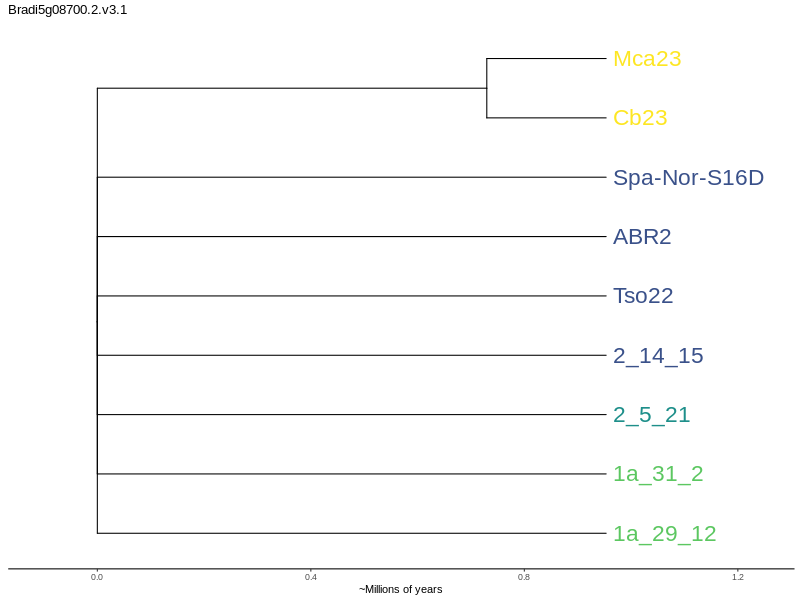 Bradi5g08700.2.v3.1
Mca23
Cb23
Spa-Nor-S16D
ABR2
Tso22
2_14_15
2_5_21
1a_31_2
1a_29_12
0.0 0.4 0.8 1.2
~Millions of years